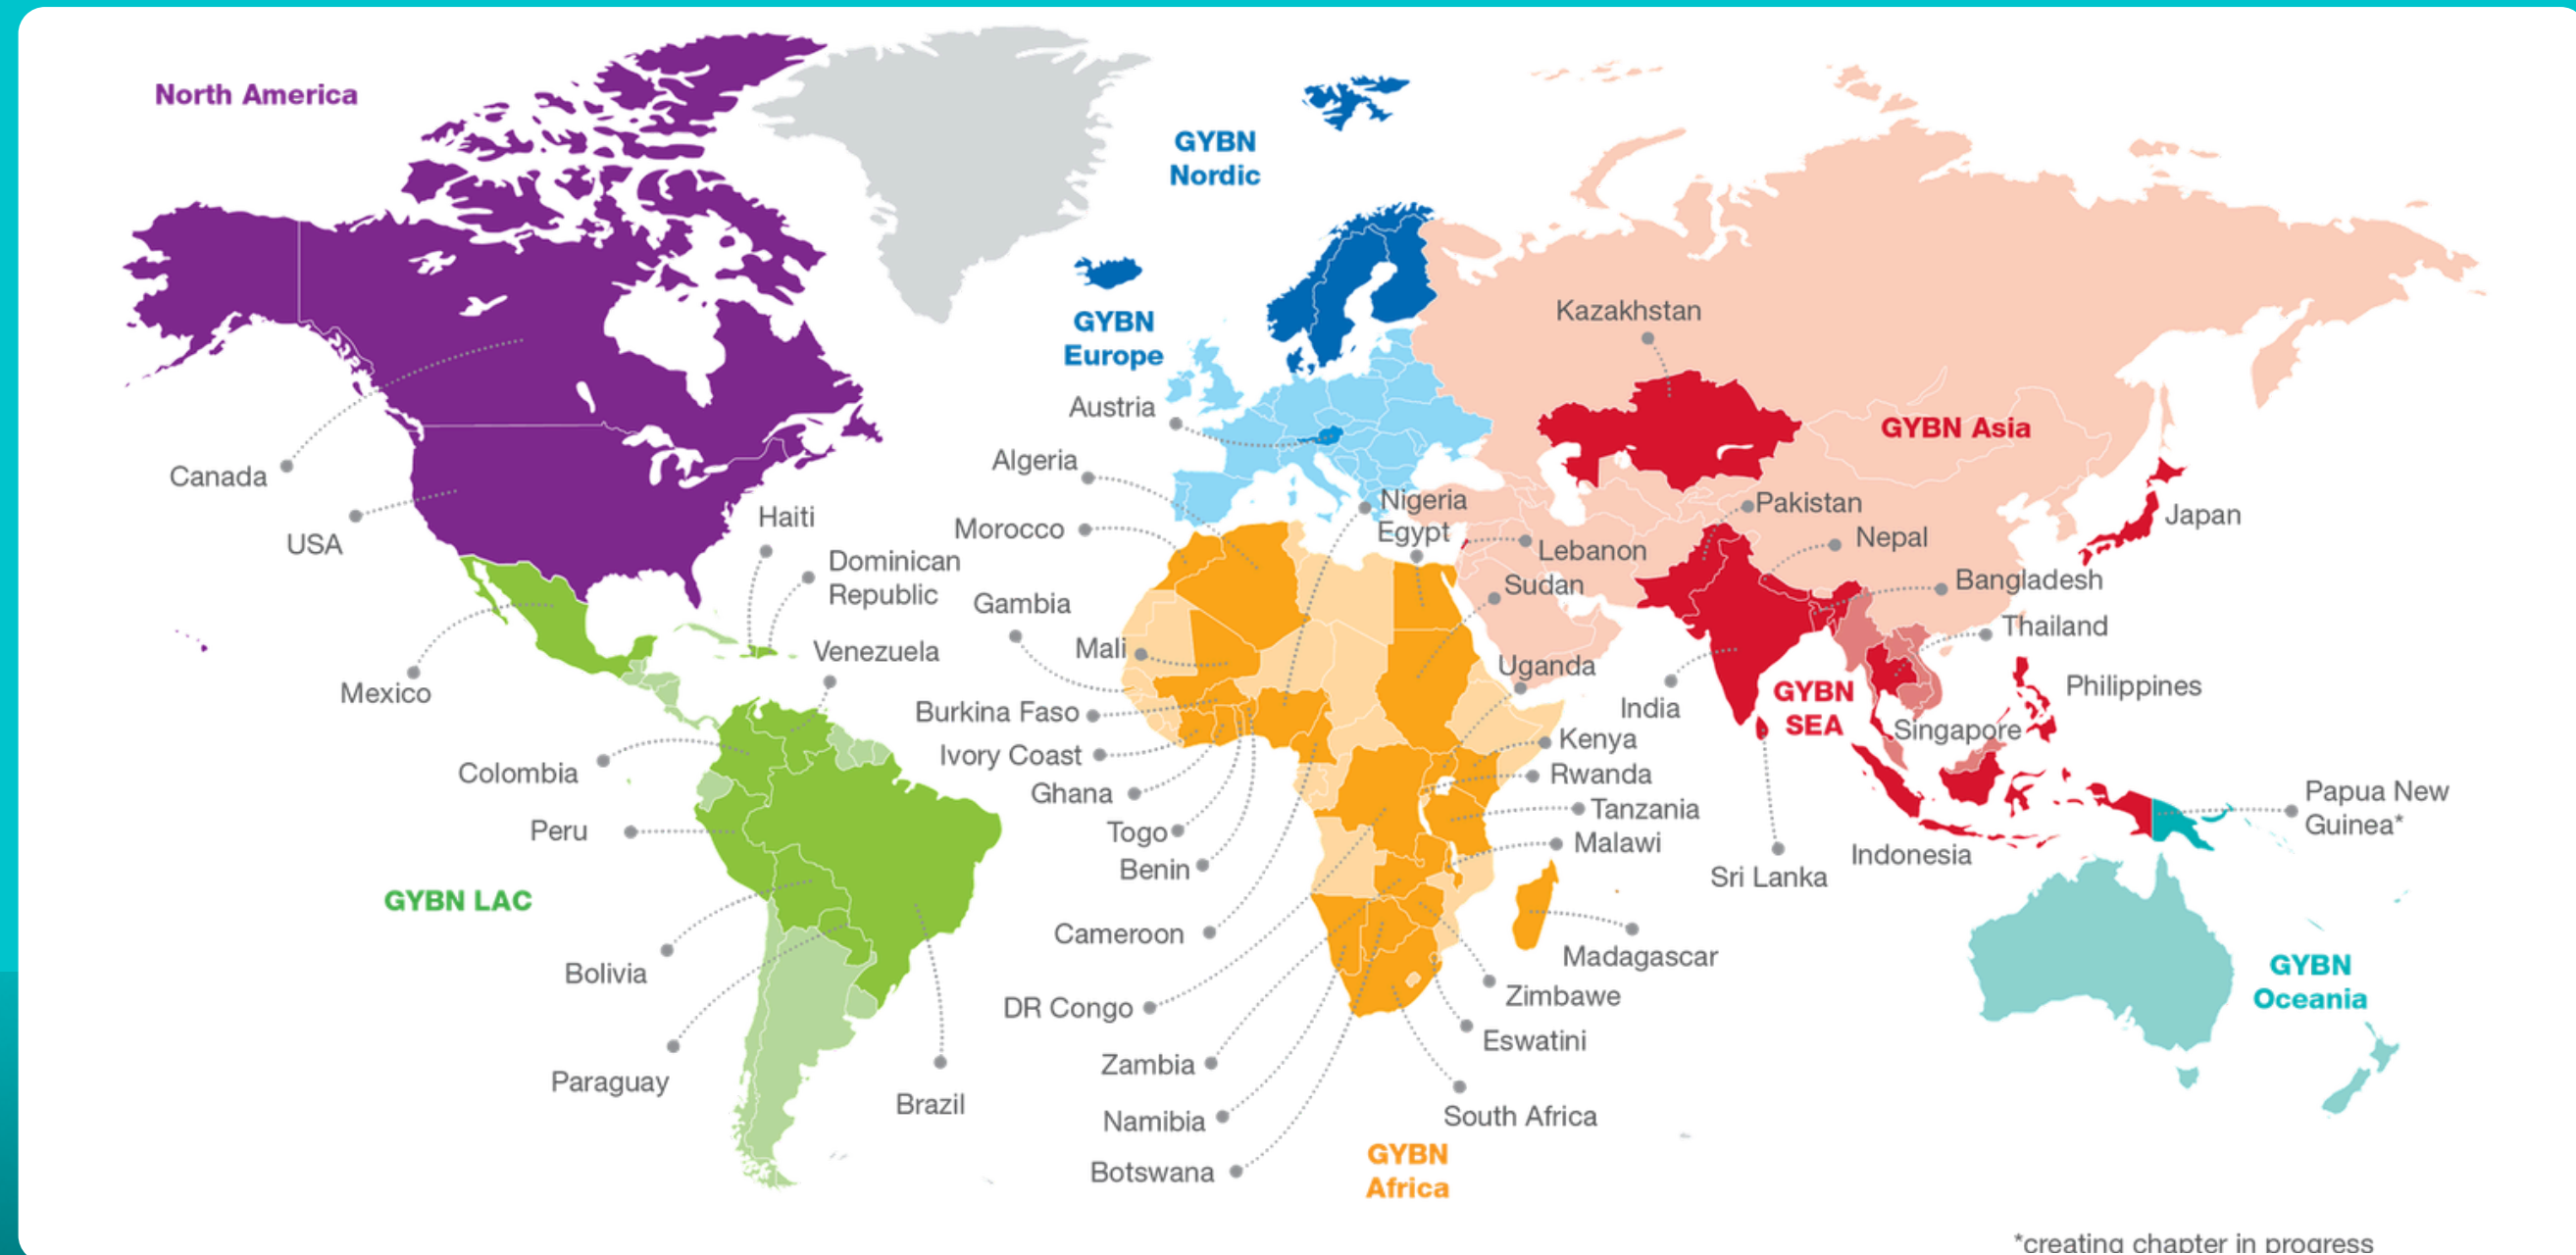 North America
GYBN
Nordic
GYBN
Europe
Kazakhstan
Austria
GYBN Asia
Algeria
Canada
Nigeria
Pakistan
Haiti
Morocco
Egypt
Japan
USA
Lebanon
Nepal
Dominican
Republic
Sudan
Bangladesh
Gambia
Thailand
Mali
Venezuela
Uganda
Mexico
GYBN
SEA
Philippines
Burkina Faso
India
Singapore
Ivory Coast
Kenya
Colombia
Rwanda
Ghana
Papua New
Guinea*
Tanzania
Peru
Togo
Malawi
Indonesia
Benin
Sri Lanka
GYBN LAC
Cameroon
Madagascar
Bolivia
GYBN
Oceania
DR Congo
Zimbawe
Eswatini
Zambia
Paraguay
Brazil
Namibia
South Africa
Botswana
GYBN
Africa
*creating chapter in progress